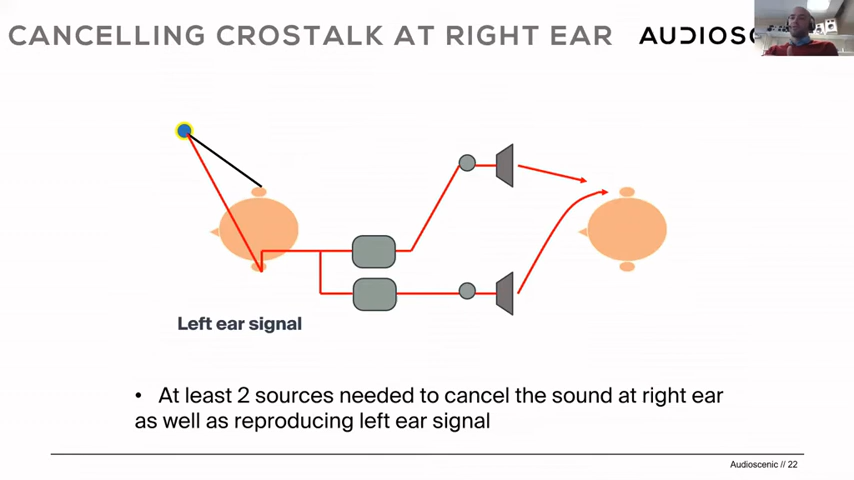 CANCELLING CROSTALK AT RIGHT EAR
Left ear signal
• At least 2 sources needed to cancel the sound at right ear
as well as reproducing left ear signal
Audioscenic // 22